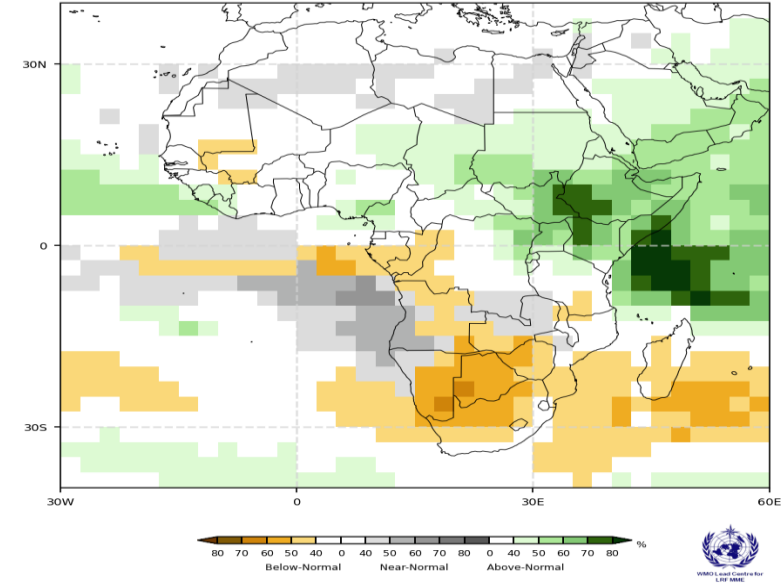 30N
0
30S
30W 0 30E 60E
80 70 60 50 40 0 40 50 60 70 80 0 40 50 60 70 80 %
Below-Normal Near-Normal Above-Normal
WMO Lead Centre for
LRF MME